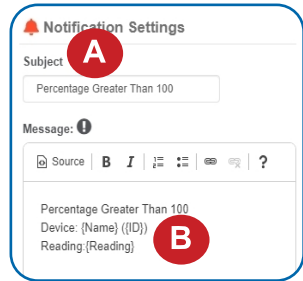 Notification Settings
Subject
A
Percentage Greater Than 100
Message:
Source B I ?
Percentage Greater Than 100
Device: {Name} ({ID})
B
Reading:{Reading}